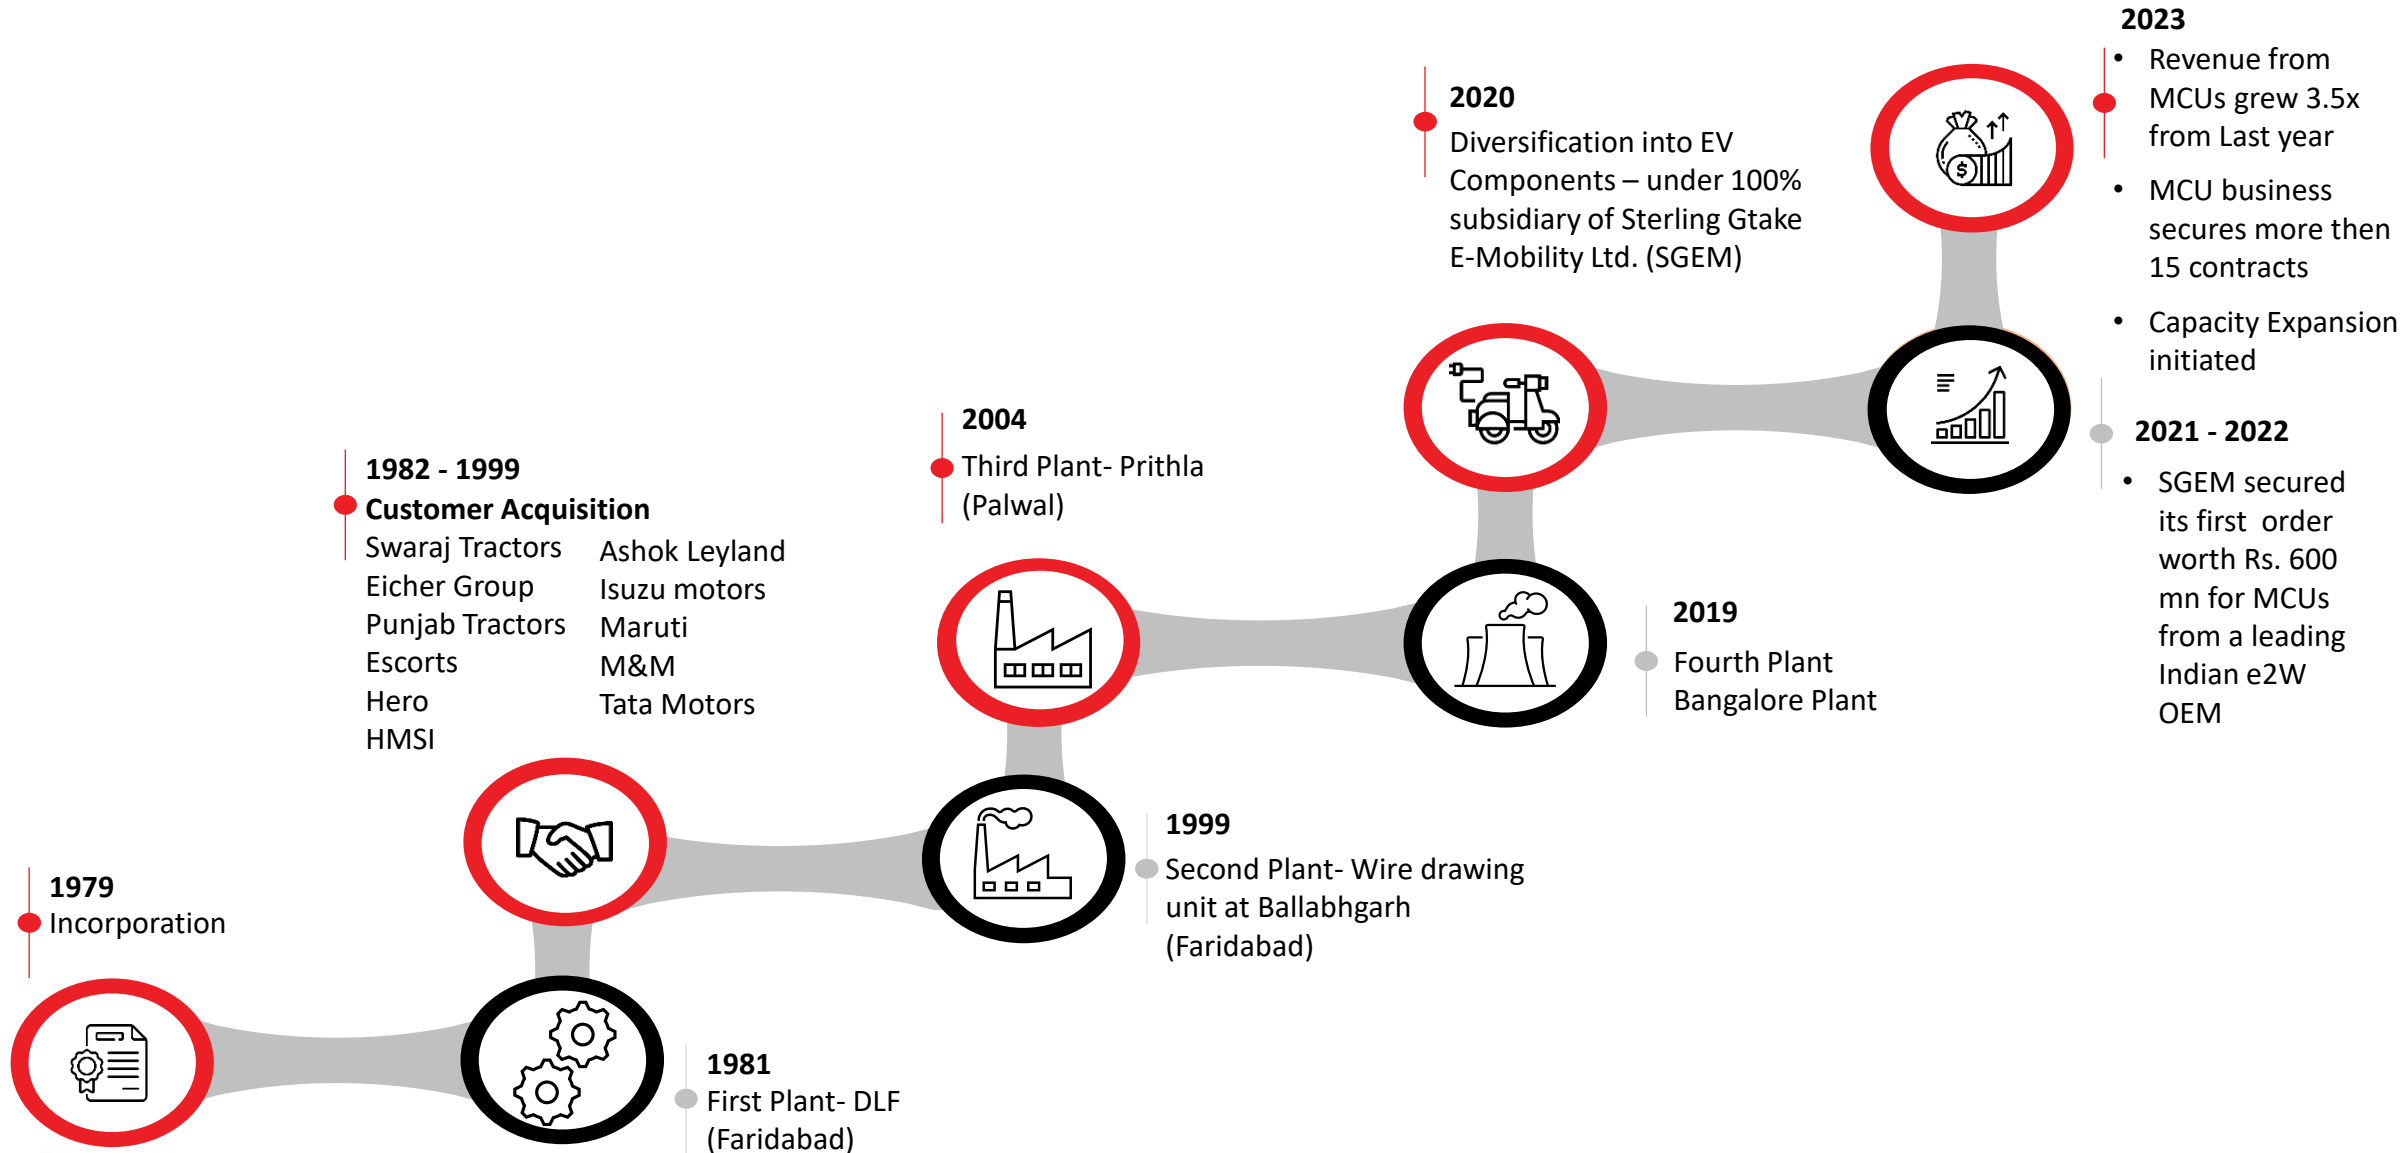 1979
Incorporation
1981
First Plant- DLF
(Faridabad)
1982 - 1999
Customer Acquisition
Swaraj Tractors
Eicher Group
Punjab Tractors
Escorts
Hero
HMSI
Ashok Leyland
Isuzu motors
Maruti
M&M
Tata Motors
1999
Second Plant- Wire drawing
unit at Ballabhgarh
(Faridabad)
2004
Third Plant- Prithla
(Palwal)
2019
Fourth Plant
Bangalore Plant
2020
Diversification into EV
Components – under 100%
subsidiary of Sterling Gtake
E-Mobility Ltd. (SGEM)
2021 - 2022
• SGEM secured
its first  order
worth Rs. 600
mn for MCUs
from a leading
Indian e2W
OEM
2023
• Revenue from
MCUs grew 3.5x
from Last year
• MCU business
secures more then
15 contracts
• Capacity Expansion
initiated
$